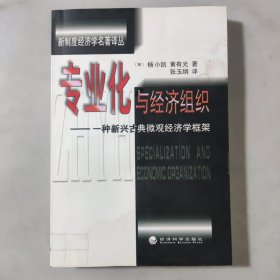 新制度经济学名著译丛
杨小凯 黄有光 著
张玉纲 译
专业化与经济组织
——一种新兴古典微观经济学框架
SPECIALIZATION AND
ECONOMIC ORGANIZATION
经济科学出版社